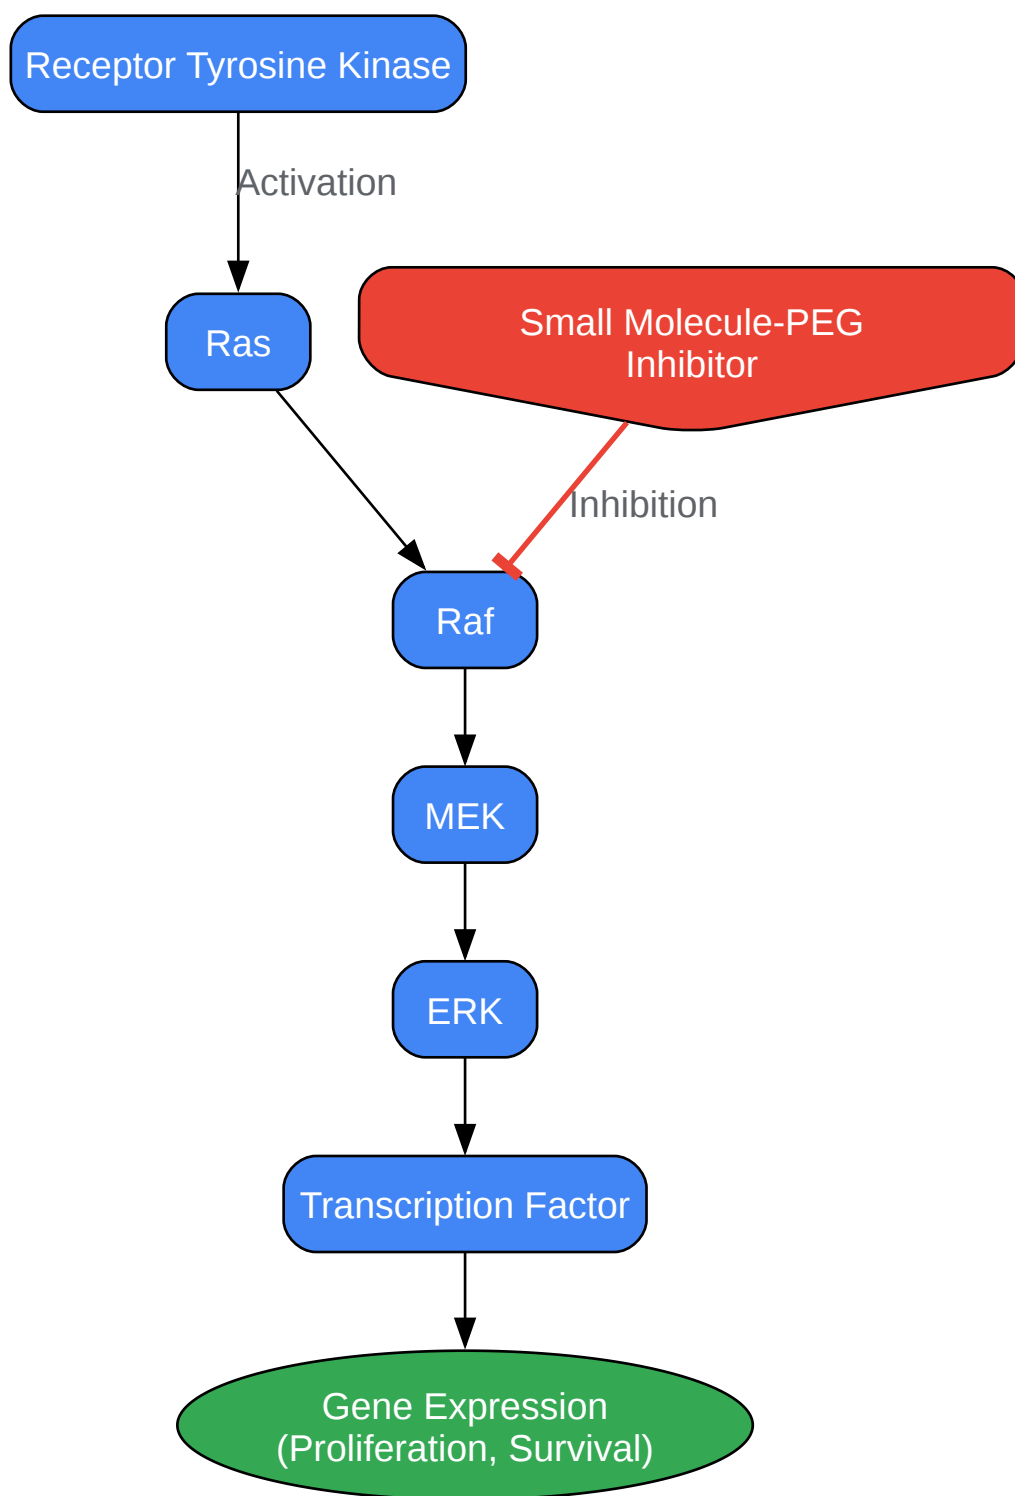 Receptor Tyrosine Kinase
Activation
Ras
Small Molecule-PEG
Inhibitor
Inhibition
Raf
MEK
ERK
Transcription Factor
Gene Expression
(Proliferation, Survival)